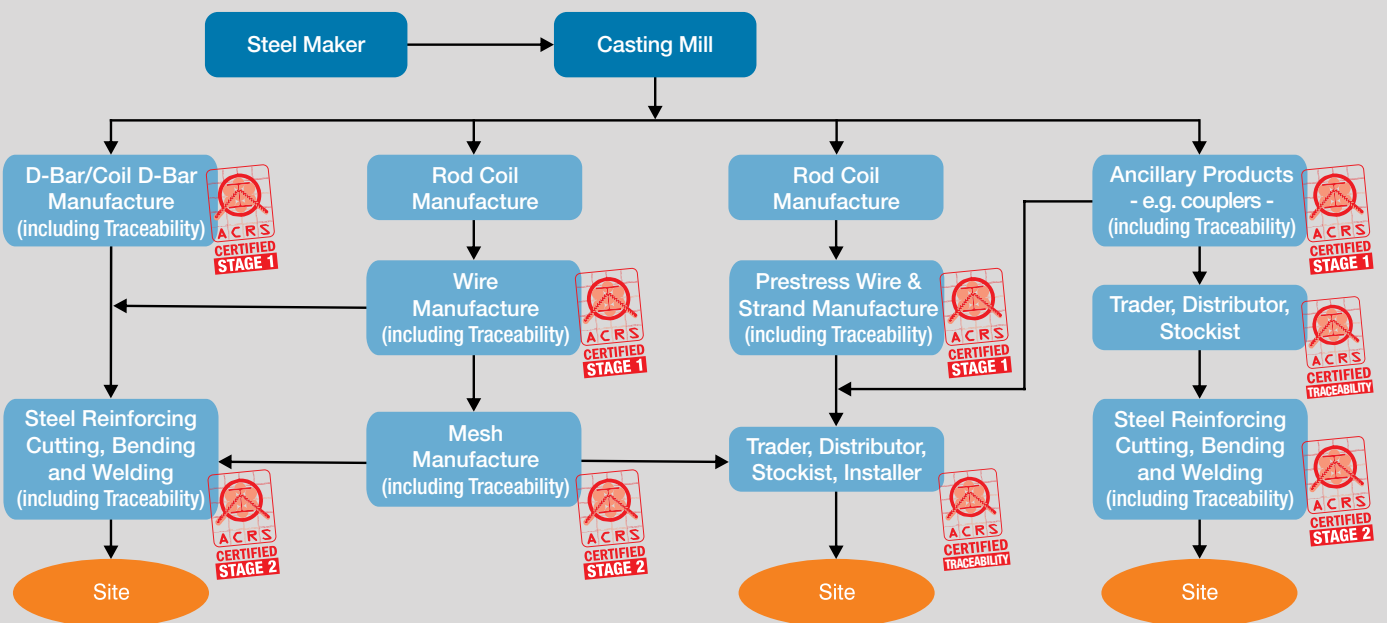 Steel Maker
Casting Mill
D-Bar/Coil D-Bar
Manufacture
(including Traceability)
ACRS
CERTIFIED
STAGE 1
Rod Coil
Manufacture
Rod Coil
Manufacture
Ancillary Products
- e.g. couplers -
(including Traceability)
ACRS
CERTIFIED
STAGE 1
Wire
Manufacture
(including Traceability)
ACRS
CERTIFIED
STAGE 1
Prestress Wire &
Strand Manufacture
(including Traceability)
ACRS
CERTIFIED
STAGE 1
Trader, Distributor,
Stockist
ACRS
CERTIFIED
TRACEABILITY
Steel Reinforcing
Cutting, Bending
and Welding
(including Traceability)
ACRS
CERTIFIED
STAGE 2
Mesh
Manufacture
(including Traceability)
ACRS
CERTIFIED
STAGE 2
Trader, Distributor,
Stockist, Installer
ACRS
CERTIFIED
TRACEABILITY
Steel Reinforcing
Cutting, Bending
and Welding
(including Traceability)
ACRS
CERTIFIED
STAGE 2
Site
Site
Site